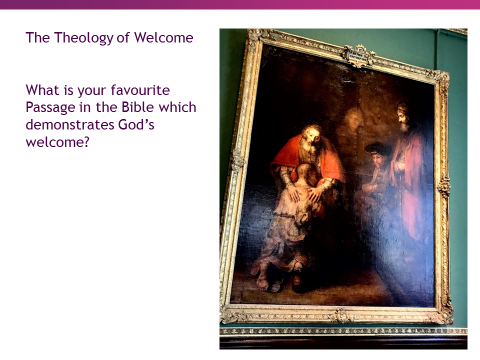 The Theology of Welcome
What is your favourite
Passage in the Bible which
demonstrates God's
welcome?